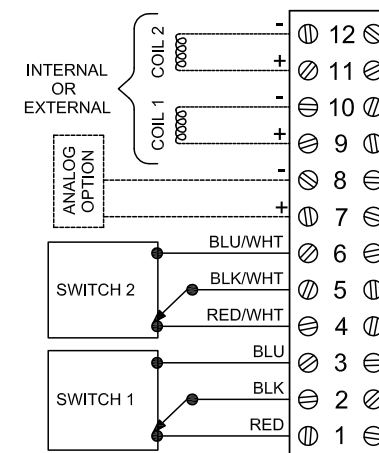 COIL 2
- 12
+ 11
INTERNAL
OR
EXTERNAL
COIL 1
- 10
+ 9
ANALOG
OPTION
- 8
+ 7
SWITCH 2
BLU/WHT 6
BLK/WHT 5
RED/WHT 4
SWITCH 1
BLU 3
BLK 2
RED 1